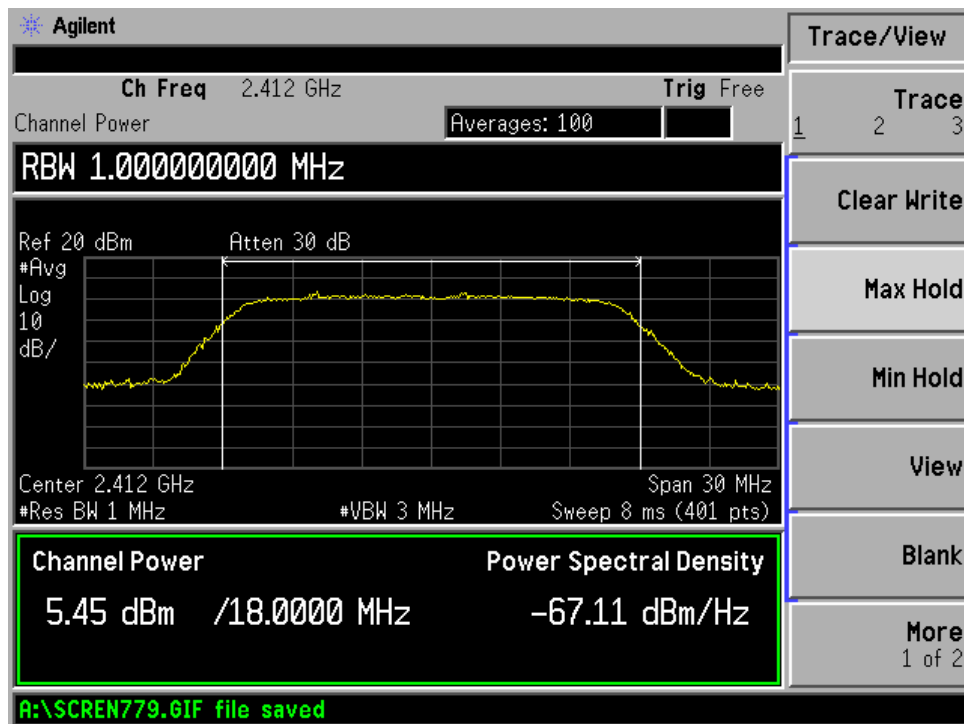 Agilent
Ch Freq 2.412 GHz Trig Free
Channel Power Averages: 100
RBW 1.000000000 MHz
Ref 20 dBm Atten 30 dB
#Avg
Log
10
dB/
Center 2.412 GHz Span 30 MHz
#Res BW 1 MHz #VBW 3 MHz Sweep 8 ms (401 pts)
Channel Power Power Spectral Density
5.45 dBm /18.0000 MHz -67.11 dBm/Hz
A:\SCREN779.GIF file saved
Trace/View
Trace
1 2 3
Clear Write
Max Hold
Min Hold
View
Blank
More
1 of 2